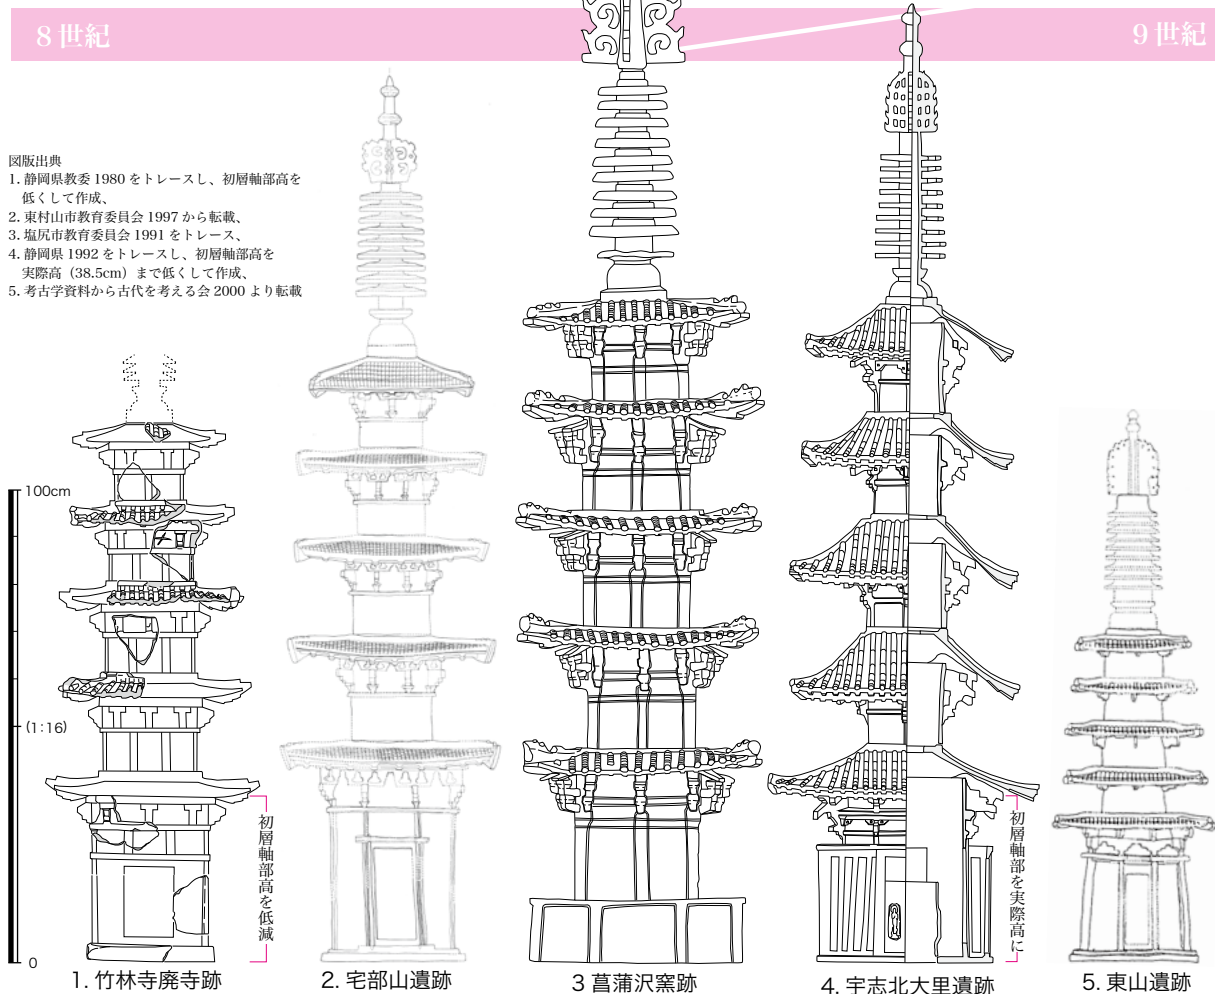 8世紀
9世紀
図版出典
1. 静岡県教委 1980 をトレースし、初層軸部高を
低くして作成、
2. 東村山市教育委員会 1997 から転載、
3. 塩尻市教育委員会 1991 をトレース、
4. 静岡県 1992 をトレースし、初層軸部高を
実際高（38.5cm）まで低くして作成、
5. 考古学資料から古代を考える会 2000 より転載
100cm
(1:16)
0
初層軸部高を低減
初層軸部を実際高に
1. 竹林寺廃寺跡
2. 宅部山遺跡
3 菖蒲沢窯跡
4. 宇志北大里遺跡
5. 東山遺跡